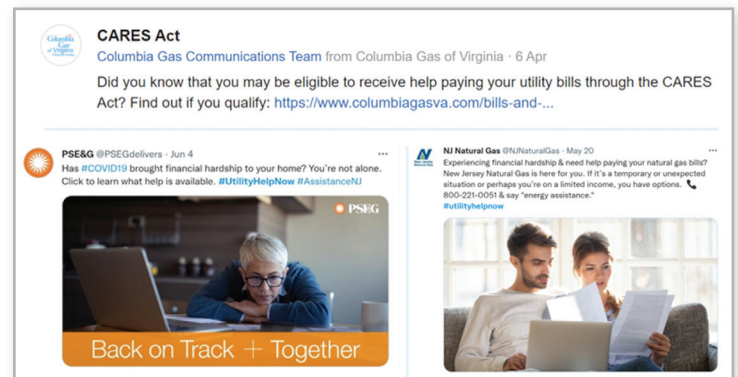 Columbia
Gas
of Virginia
CARES Act
Columbia Gas Communications Team from Columbia Gas of Virginia · 6 Apr
Did you know that you may be eligible to receive help paying your utility bills through the CARES
Act? Find out if you qualify: https://www.columbiagasva.com/bills-and-...
PSE&G @PSEGdelivers · Jun 4
Has #COVID19 brought financial hardship to your home? You're not alone.
Click to learn what help is available. #UtilityHelpNow #AssistanceNJ
PSEG
Back on Track + Together
NJ Natural Gas @NJNaturalGas · May 20
Experiencing financial hardship & need help paying your natural gas bills?
New Jersey Natural Gas is here for you. If it's a temporary or unexpected
situation or perhaps you're on a limited income, you have options. 📞
800-221-0051 & say "energy assistance."
#utilityhelpnow